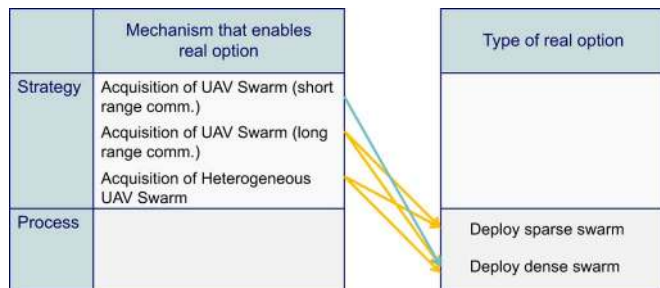 Mechanism that enables
real option
Type of real option
Strategy
Acquisition of UAV Swarm (short
range comm.)
Acquisition of UAV Swarm (long
range comm.)
Acquisition of Heterogeneous
UAV Swarm
Process
Deploy sparse swarm
Deploy dense swarm